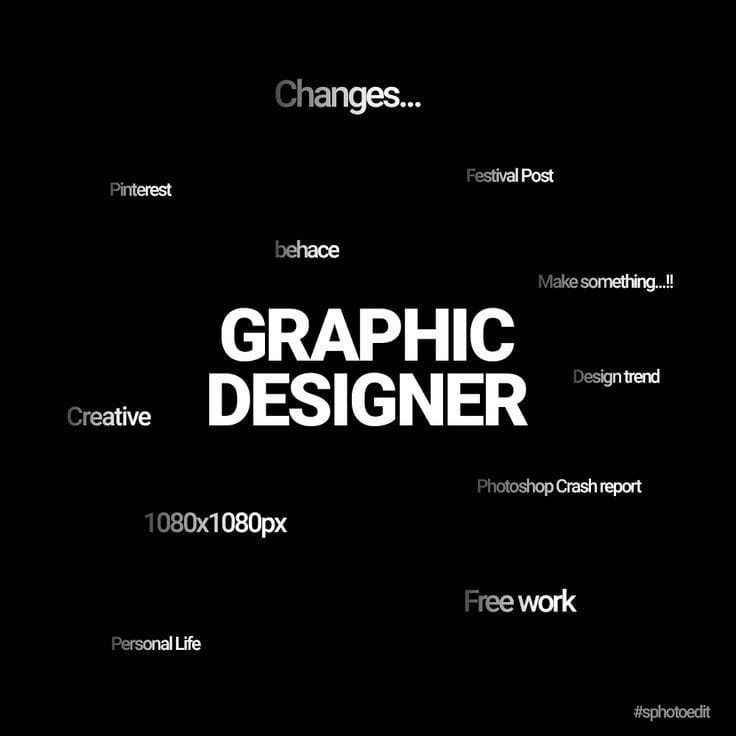 Changes...
Festival Post
Pinterest
behace
Make something...!!
GRAPHIC
DESIGNER
Design trend
Creative
Photoshop Crash report
1080x1080px
Free work
Personal Life
#sphotoedit